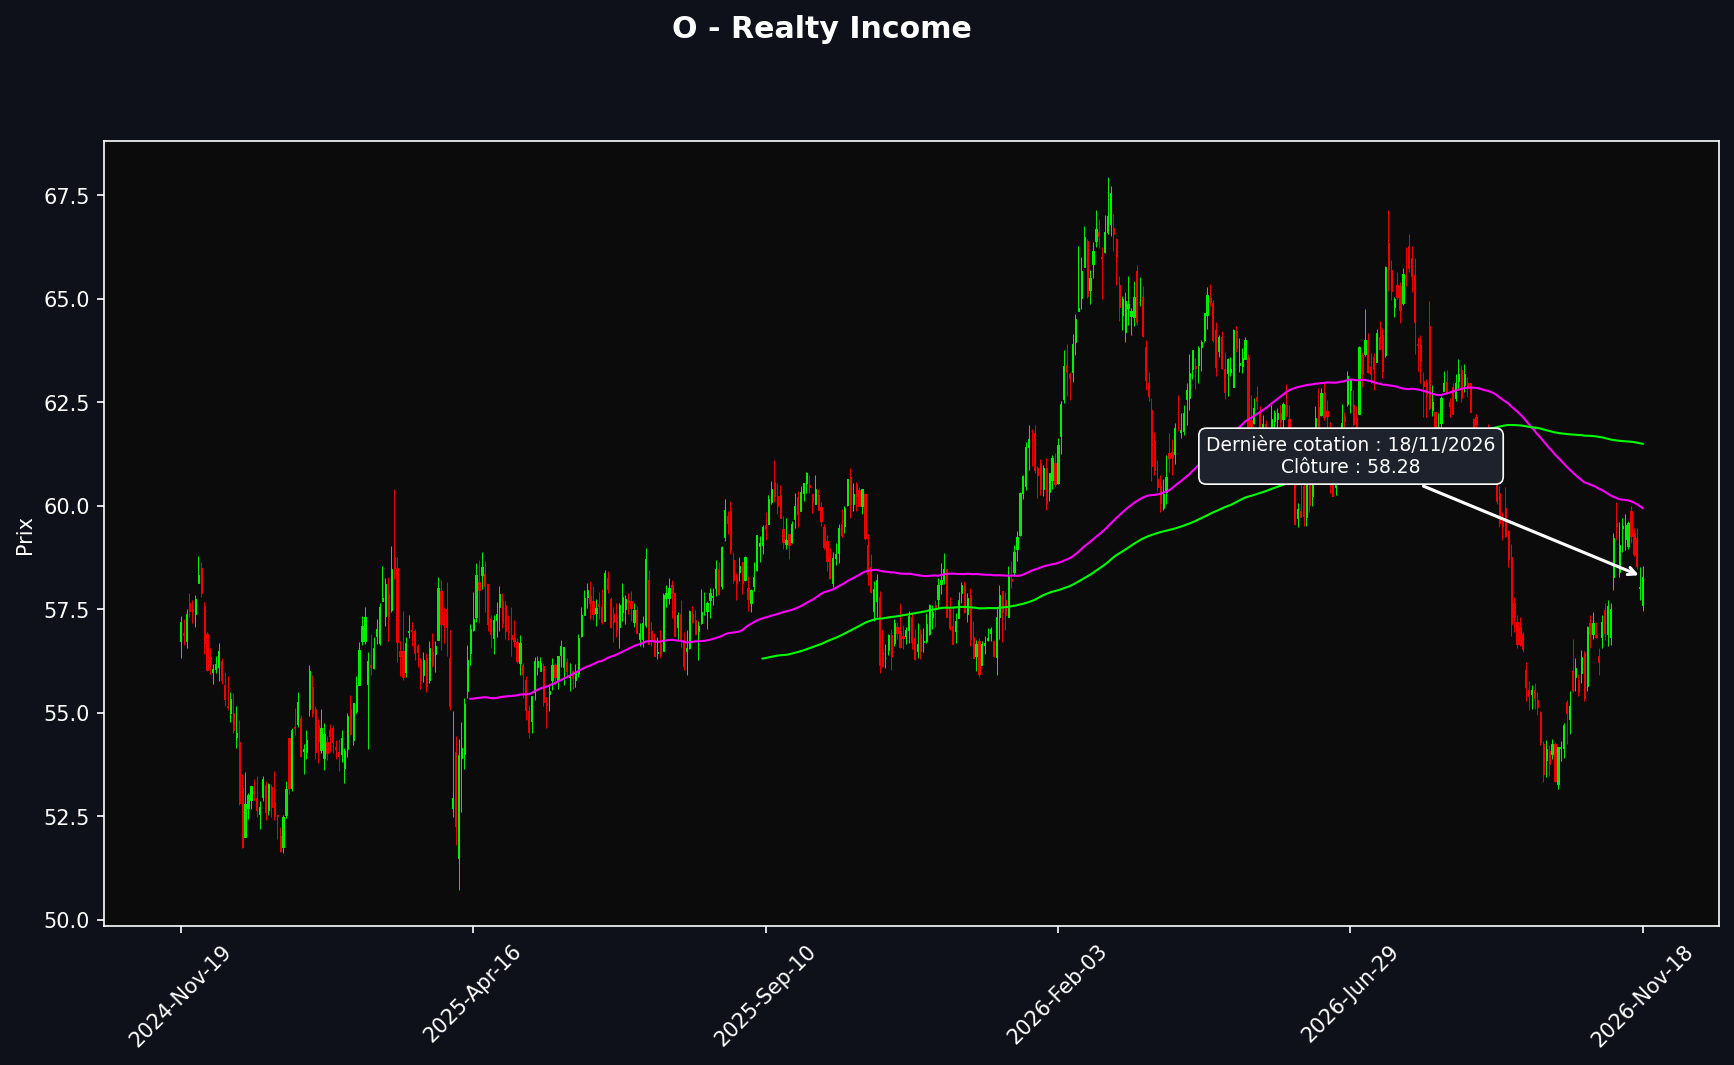 O - Realty Income
Prix
67.5
65.0
62.5
60.0
57.5
55.0
52.5
50.0
Dernière cotation : 18/11/2026
Clôture : 58.28
2024-Nov-19
2025-Apr-16
2025-Sep-10
2026-Feb-03
2026-Jun-29
2026-Nov-18